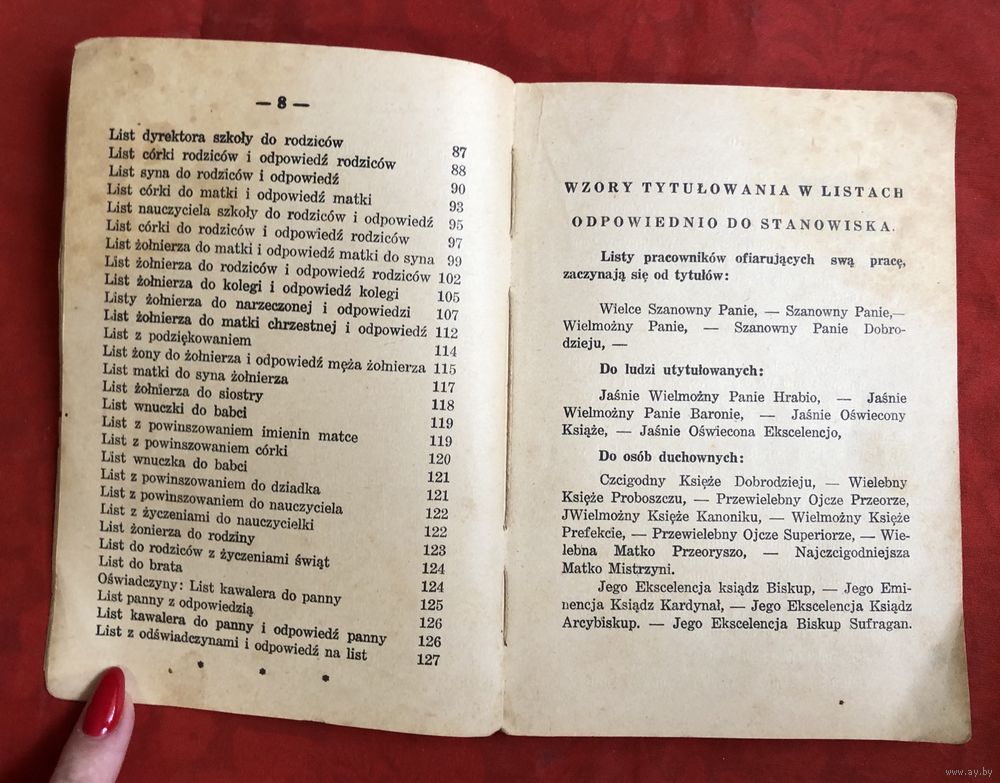 — 8 —
List dyrektora szkoły do rodziców 87
List córki rodziców i odpowiedź rodziców 88
List syna do rodziców i odpowiedź 90
List córki do matki i odpowiedź matki 93
List nauczyciela szkoły do rodziców i odpowiedź 95
List córki do rodziców i odpowiedź rodziców 97
List żołnierza do matki i odpowiedź matki do syna 99
List żołnierza do rodziców i odpowiedź rodziców 102
List żołnierza do kolegi i odpowiedź kolegi 105
Listy żołnierza do narzeczonej i odpowiedzi 107
List żołnierza do matki chrzestnej i odpowiedź 112
List z podziękowaniem 114
List żony do żołnierza i odpowiedź męża żołnierza 115
List matki do syna żołnierza 117
List żołnierza do siostry 118
List wnuczki do babci 119
List z powinszowaniem imienin matce 119
List z powinszowaniem córki 120
List wnuczka do babci 121
List z powinszowaniem do dziadka 121
List z powinszowaniem do nauczyciela 122
List z życzeniami do nauczycielki 122
List żonierza do rodziny 123
List do rodziców z życzeniami świąt 124
List do brata 124
Oświadczyny: List kawalera do panny 125
List panny z odpowiedzią 126
List kawalera do panny i odpowiedź panny 126
List z odświadczynami i odpowiedź na list 127
* * *
WZORY TYTUŁOWANIA W LISTACH
ODPOWIEDNIO DO STANOWISKA.
Listy pracowników ofiarujących swą pracę,
zaczynają się od tytułów:
Wielce Szanowny Panie, — Szanowny Panie,—
Wielmożny Panie, — Szanowny Panie Dobro-
dzieju, —
Do ludzi utytułowanych:
Jaśnie Wielmożny Panie Hrabio, — Jaśnie
Wielmożny Panie Baronie, — Jaśnie Oświecony
Książe, — Jaśnie Oświecona Ekscelencjo,
Do osób duchownych:
Czcigodny Księże Dobrodzieju, — Wielebny
Księże Proboszczu, — Przewielebny Ojcze Przeorze,
JWielmożny Księże Kanoniku, — Wielmożny Księże
Prefekcie, — Przewielebny Ojcze Superiorze, — Wie-
lebna Matko Przeoryszo, — Najczcigodniejsza
Matko Mistrzyni.
Jego Ekscelencja ksiądz Biskup, — Jego Emi-
nencja Ksiądz Kardynał, — Jego Ekscelencja Ksiądz
Arcybiskup. — Jego Ekscelencja Biskup Sufragan.
www.ay.by